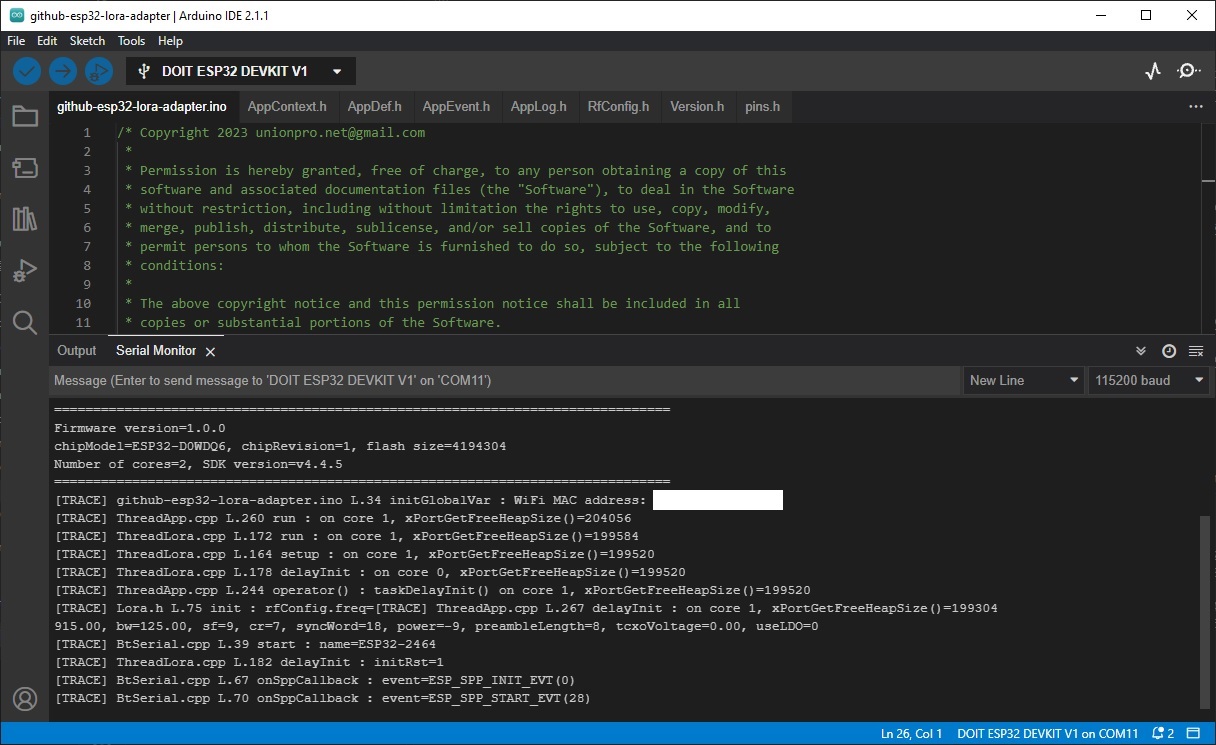 github-esp32-lora-adapter | Arduino IDE 2.1.1
File Edit Sketch Tools Help
DOIT ESP32 DEVKIT V1
github-esp32-lora-adapter.ino AppContext.h AppDef.h AppEvent.h AppLog.h RfConfig.h Version.h pins.h
1 /* Copyright 2023 unionpro.net@gmail.com
2 *
3 * Permission is hereby granted, free of charge, to any person obtaining a copy of this
4 * software and associated documentation files (the "Software"), to deal in the Software
5 * without restriction, including without limitation the rights to use, copy, modify,
6 * merge, publish, distribute, sublicense, and/or sell copies of the Software, and to
7 * permit persons to whom the Software is furnished to do so, subject to the following
8 * conditions:
9 *
10 * The above copyright notice and this permission notice shall be included in all
11 * copies or substantial portions of the Software.
Output Serial Monitor
Message (Enter to send message to 'DOIT ESP32 DEVKIT V1' on 'COM11') New Line 115200 baud
===============================================================================
Firmware version=1.0.0
chipModel=ESP32-D0WDQ6, chipRevision=1, flash size=4194304
Number of cores=2, SDK version=v4.4.5
===============================================================================
[TRACE] github-esp32-lora-adapter.ino L.34 initGlobalVar : WiFi MAC address:
[TRACE] ThreadApp.cpp L.260 run : on core 1, xPortGetFreeHeapSize()=204056
[TRACE] ThreadLora.cpp L.172 run : on core 1, xPortGetFreeHeapSize()=199584
[TRACE] ThreadLora.cpp L.164 setup : on core 1, xPortGetFreeHeapSize()=199520
[TRACE] ThreadLora.cpp L.178 delayInit : on core 0, xPortGetFreeHeapSize()=199520
[TRACE] ThreadApp.cpp L.244 operator() : taskDelayInit() on core 1, xPortGetFreeHeapSize()=199520
[TRACE] Lora.h L.75 init : rfConfig.freq=[TRACE] ThreadApp.cpp L.267 delayInit : on core 1, xPortGetFreeHeapSize()=199304
915.00, bw=125.00, sf=9, cr=7, syncWord=18, power=-9, preambleLength=8, tcxoVoltage=0.00, useLDO=0
[TRACE] BtSerial.cpp L.39 start : name=ESP32-2464
[TRACE] ThreadLora.cpp L.182 delayInit : initRst=1
[TRACE] BtSerial.cpp L.67 onSppCallback : event=ESP_SPP_INIT_EVT(0)
[TRACE] BtSerial.cpp L.70 onSppCallback : event=ESP_SPP_START_EVT(28)
Ln 26, Col 1 DOIT ESP32 DEVKIT V1 on COM11 2